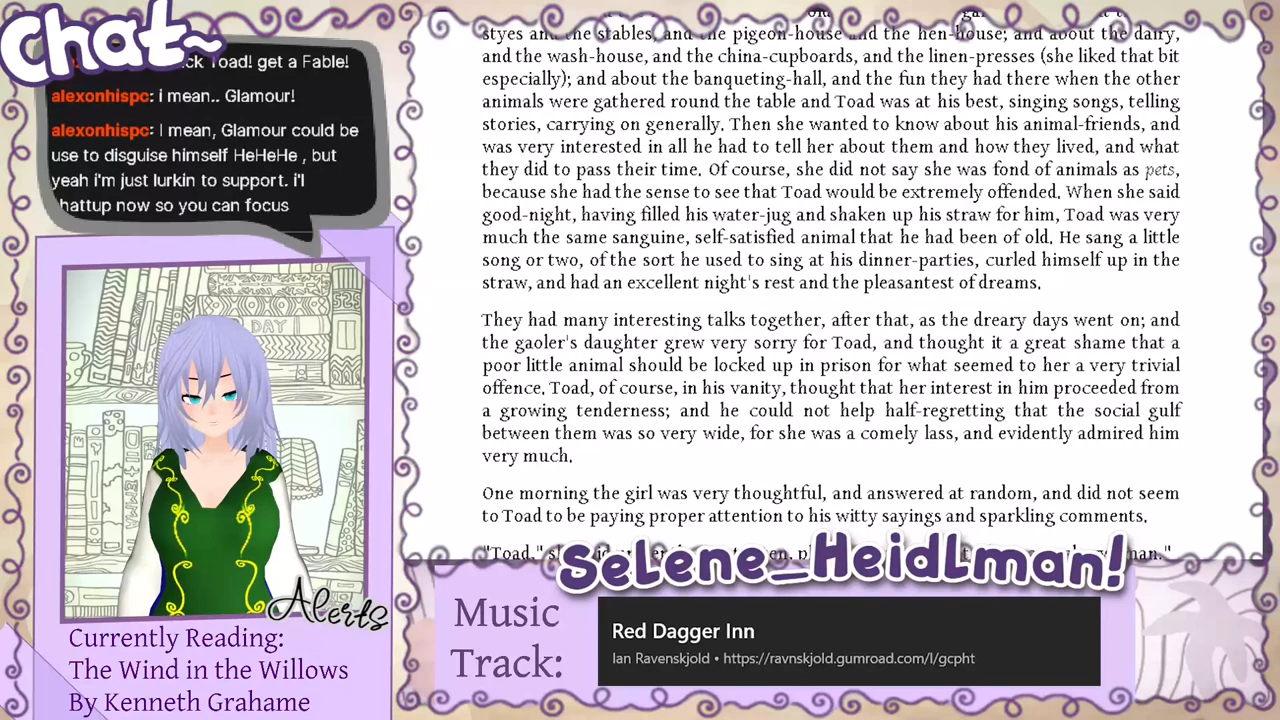 Chat~
ck Toad! get a Fable!
alexonhispc: i mean.. Glamour!
alexonhispc: I mean, Glamour could be
use to disguise himself HeHeHe , but
yeah i'm just lurkin to support. i'l
hattup now so you can focus
DAY
Alerts
Currently Reading:
The Wind in the Willows
By Kenneth Grahame
styes and the stables, and the pigeon-house and the hen-house; and about the dairy,
and the wash-house, and the china-cupboards, and the linen-presses (she liked that bit
especially); and about the banqueting-hall, and the fun they had there when the other
animals were gathered round the table and Toad was at his best, singing songs, telling
stories, carrying on generally. Then she wanted to know about his animal-friends, and
was very interested in all he had to tell her about them and how they lived, and what
they did to pass their time. Of course, she did not say she was fond of animals as pets,
because she had the sense to see that Toad would be extremely offended. When she said
good-night, having filled his water-jug and shaken up his straw for him, Toad was very
much the same sanguine, self-satisfied animal that he had been of old. He sang a little
song or two, of the sort he used to sing at his dinner-parties, curled himself up in the
straw, and had an excellent night's rest and the pleasantest of dreams.
They had many interesting talks together, after that, as the dreary days went on; and
the gaoler's daughter grew very sorry for Toad, and thought it a great shame that a
poor little animal should be locked up in prison for what seemed to her a very trivial
offence. Toad, of course, in his vanity, thought that her interest in him proceeded from
a growing tenderness; and he could not help half-regretting that the social gulf
between them was so very wide, for she was a comely lass, and evidently admired him
very much.
One morning the girl was very thoughtful, and answered at random, and did not seem
to Toad to be paying proper attention to his witty sayings and sparkling comments.
"Toad,"
Selene_Heidlman!
Music
Track:
Red Dagger Inn
Ian Ravenskjold • https://ravnskjold.gumroad.com/l/gcpht